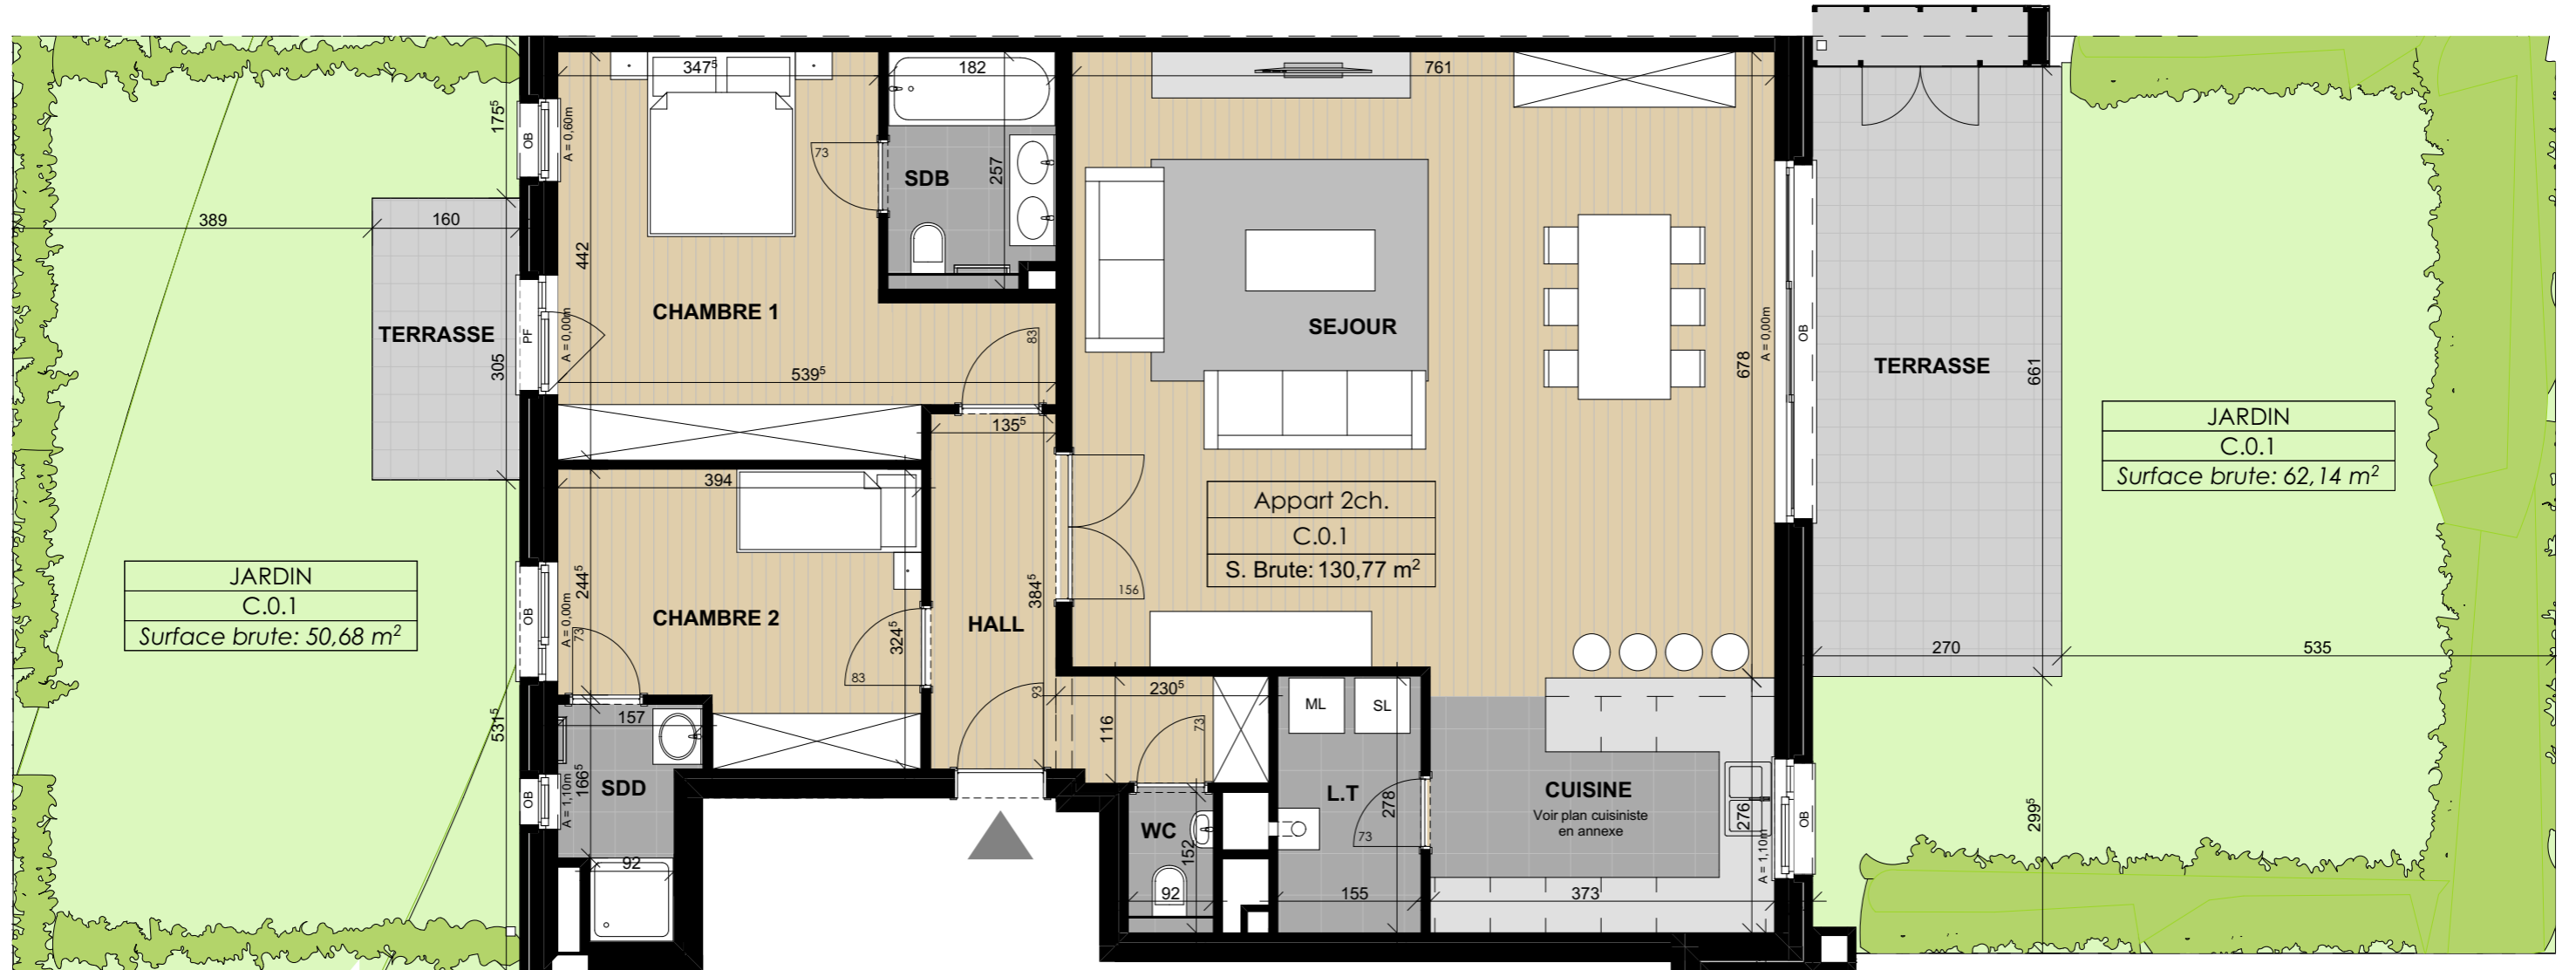 347⁵
182
761
175⁵
OB
A = 0,60m
73
SDB
257
389
160
442
CHAMBRE 1
TERRASSE
PF
A = 0,00m
305
83
539⁵
SEJOUR
678
A = 0,00m
OB
TERRASSE
661
135⁵
394
JARDIN
C.0.1
Surface brute: 62,14 m²
Appart 2ch.
C.0.1
S. Brute: 130,77 m²
JARDIN
C.0.1
Surface brute: 50,68 m²
OB
A = 0,00m
244⁵
73
CHAMBRE 2
324⁵
83
HALL
384⁵
156
270
535
93
230⁵
116
73
ML
SL
531⁵
157
166⁵
SDD
OB
A = 1,10m
92
WC
152
92
L.T
278
73
155
CUISINE
Voir plan cuisiniste
en annexe
276
A = 1,10m
OB
373
299⁵